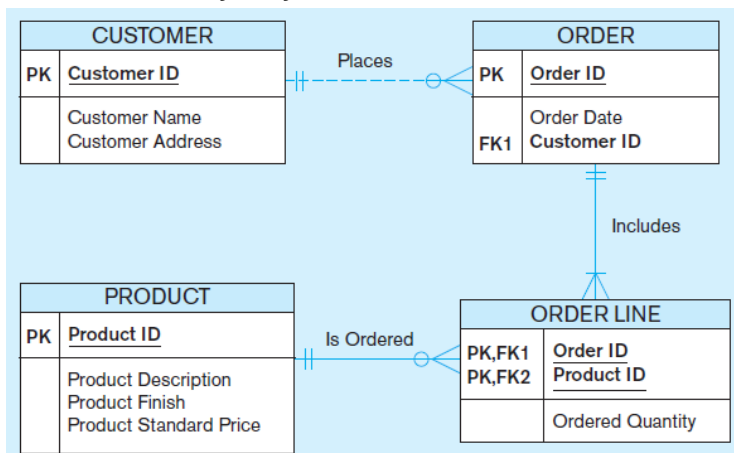 CUSTOMER
PK Customer ID
Customer Name
Customer Address
Places
ORDER
PK Order ID
Order Date
FK1 Customer ID
Includes
PRODUCT
PK Product ID
Product Description
Product Finish
Product Standard Price
Is Ordered
ORDER LINE
PK,FK1 Order ID
PK,FK2 Product ID
Ordered Quantity